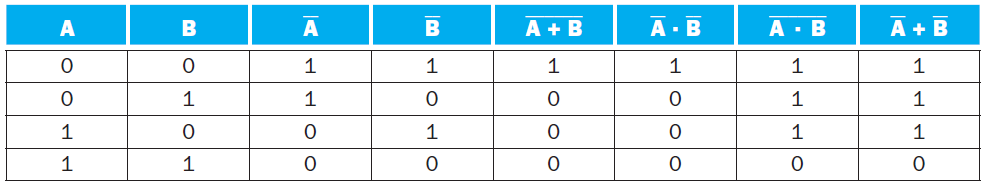 A B A̅ B̅ A̅ ̅+̅ ̅B̅ A̅ · B̅ A̅ ̅·̅ ̅B̅ A̅ + B̅
0 0 1 1 1 1 1 1
0 1 1 0 0 0 1 1
1 0 0 1 0 0 1 1
1 1 0 0 0 0 0 0